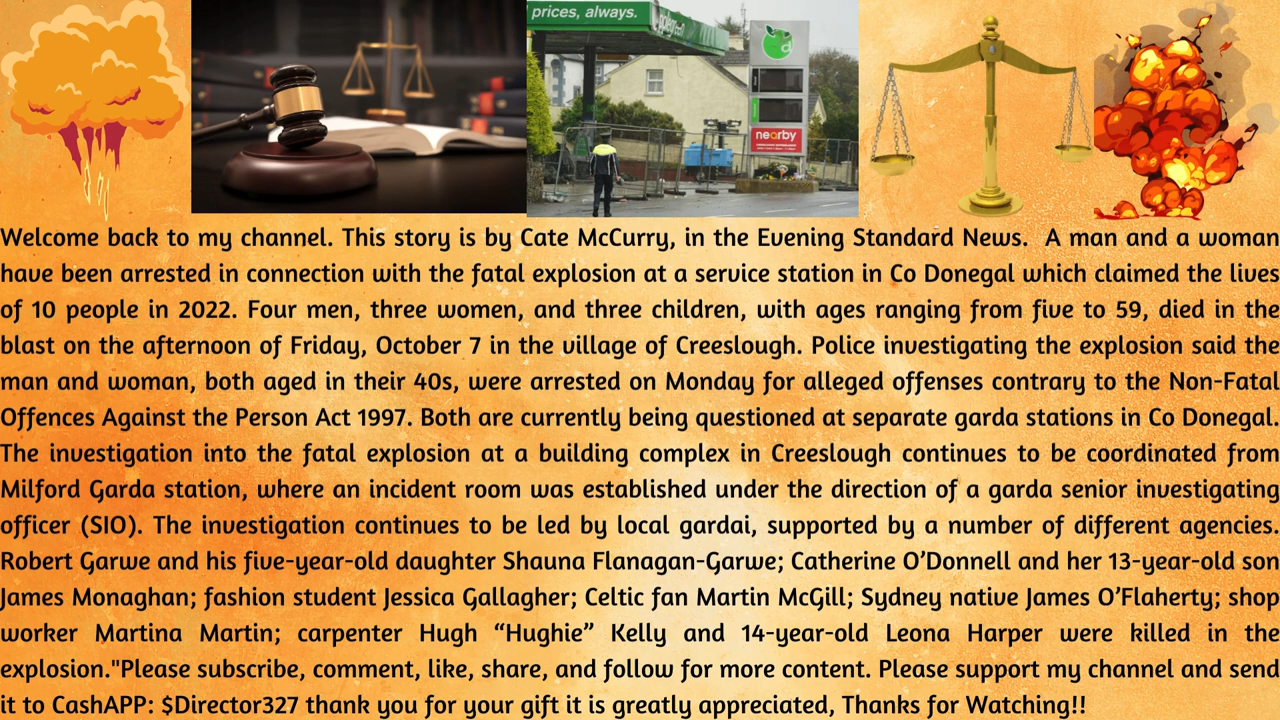 prices, always.
applegreen
nearby
Welcome back to my channel. This story is by Cate McCurry, in the Evening Standard News. A man and a woman
have been arrested in connection with the fatal explosion at a service station in Co Donegal which claimed the lives
of 10 people in 2022. Four men, three women, and three children, with ages ranging from five to 59, died in the
blast on the afternoon of Friday, October 7 in the village of Creeslough. Police investigating the explosion said the
man and woman, both aged in their 40s, were arrested on Monday for alleged offenses contrary to the Non-Fatal
Offences Against the Person Act 1997. Both are currently being questioned at separate garda stations in Co Donegal.
The investigation into the fatal explosion at a building complex in Creeslough continues to be coordinated from
Milford Garda station, where an incident room was established under the direction of a garda senior investigating
officer (SIO). The investigation continues to be led by local gardai, supported by a number of different agencies.
Robert Garwe and his five-year-old daughter Shauna Flanagan-Garwe; Catherine O’Donnell and her 13-year-old son
James Monaghan; fashion student Jessica Gallagher; Celtic fan Martin McGill; Sydney native James O’Flaherty; shop
worker Martina Martin; carpenter Hugh “Hughie” Kelly and 14-year-old Leona Harper were killed in the
explosion."Please subscribe, comment, like, share, and follow for more content. Please support my channel and send
it to CashAPP: $Director327 thank you for your gift it is greatly appreciated, Thanks for Watching!!